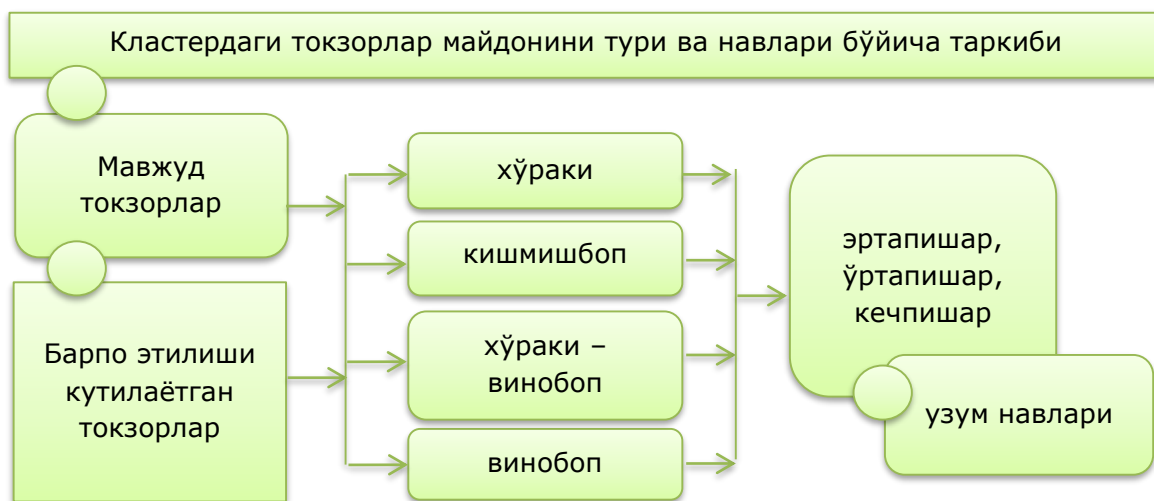 Кластердаги токзорлар майдонини тури ва навлари бўйича таркиби
Мавжуд
токзорлар
Барпо этилиши
кутилаётган
токзорлар
хўраки
кишмишбоп
хўраки –
винобоп
винобоп
эртапишар,
ўртапишар,
кечпишар
узум навлари